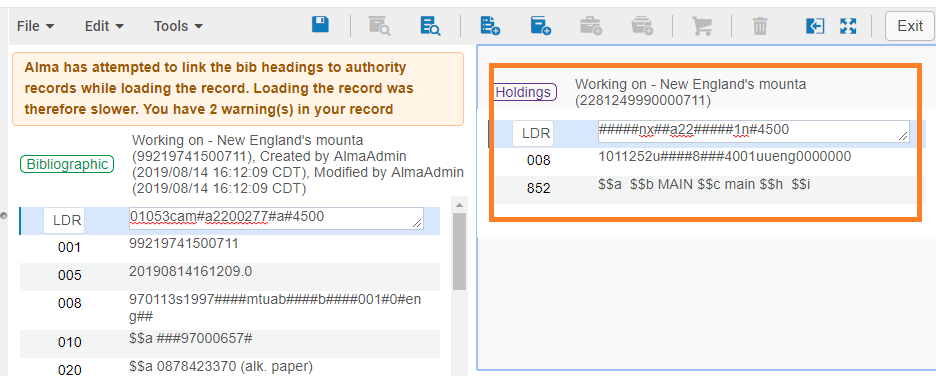 File Edit Tools Exit
Alma has attempted to link the bib headings to authority
records while loading the record. Loading the record was
therefore slower. You have 2 warning(s) in your record
Bibliographic
Working on - New England's mounta
(99219741500711), Created by AlmaAdmin
(2019/08/14 16:12:09 CDT), Modified by AlmaAdmin
(2019/08/14 16:12:09 CDT)
LDR 01053cam#a2200277#a#4500
001 99219741500711
005 20190814161209.0
008 970113s1997####mtuab####b####001#0#en
g##
010 $$a ###97000657#
020 $$a 0878423370 (alk. paper)
Holdings
Working on - New England's mounta
(2281249990000711)
LDR #####nx##a22#####1n#4500
008 1011252u####8###4001uueng0000000
852 $$a $$b MAIN $$c main $$h $$i